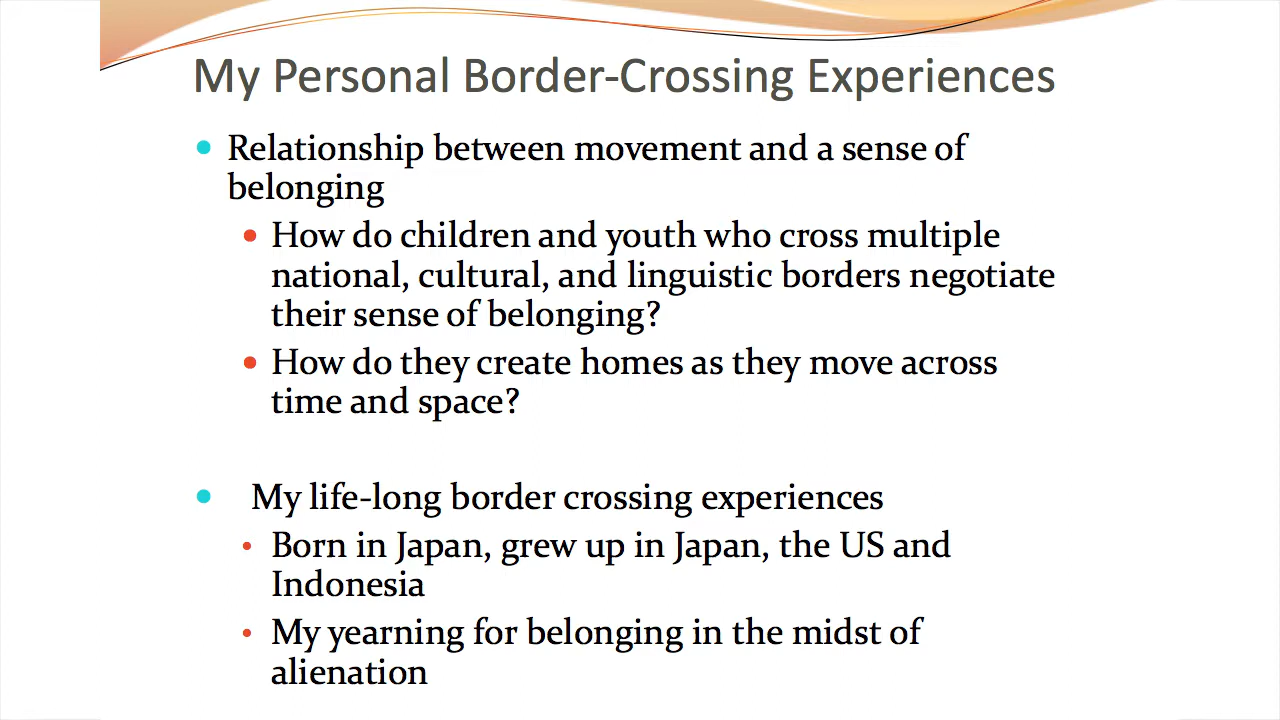 My Personal Border-Crossing Experiences
Relationship between movement and a sense of
belonging
How do children and youth who cross multiple
national, cultural, and linguistic borders negotiate
their sense of belonging?
How do they create homes as they move across
time and space?
My life-long border crossing experiences
Born in Japan, grew up in Japan, the US and
Indonesia
My yearning for belonging in the midst of
alienation